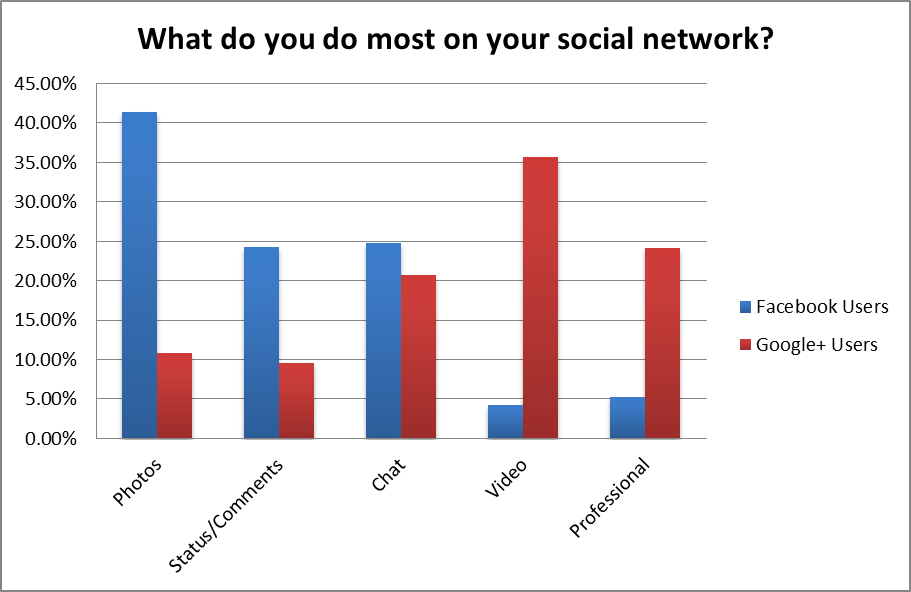 What do you do most on your social network?
45.00%
40.00%
35.00%
30.00%
25.00%
20.00%
15.00%
10.00%
5.00%
0.00%
Photos
Status/Comments
Chat
Video
Professional
Facebook Users
Google+ Users